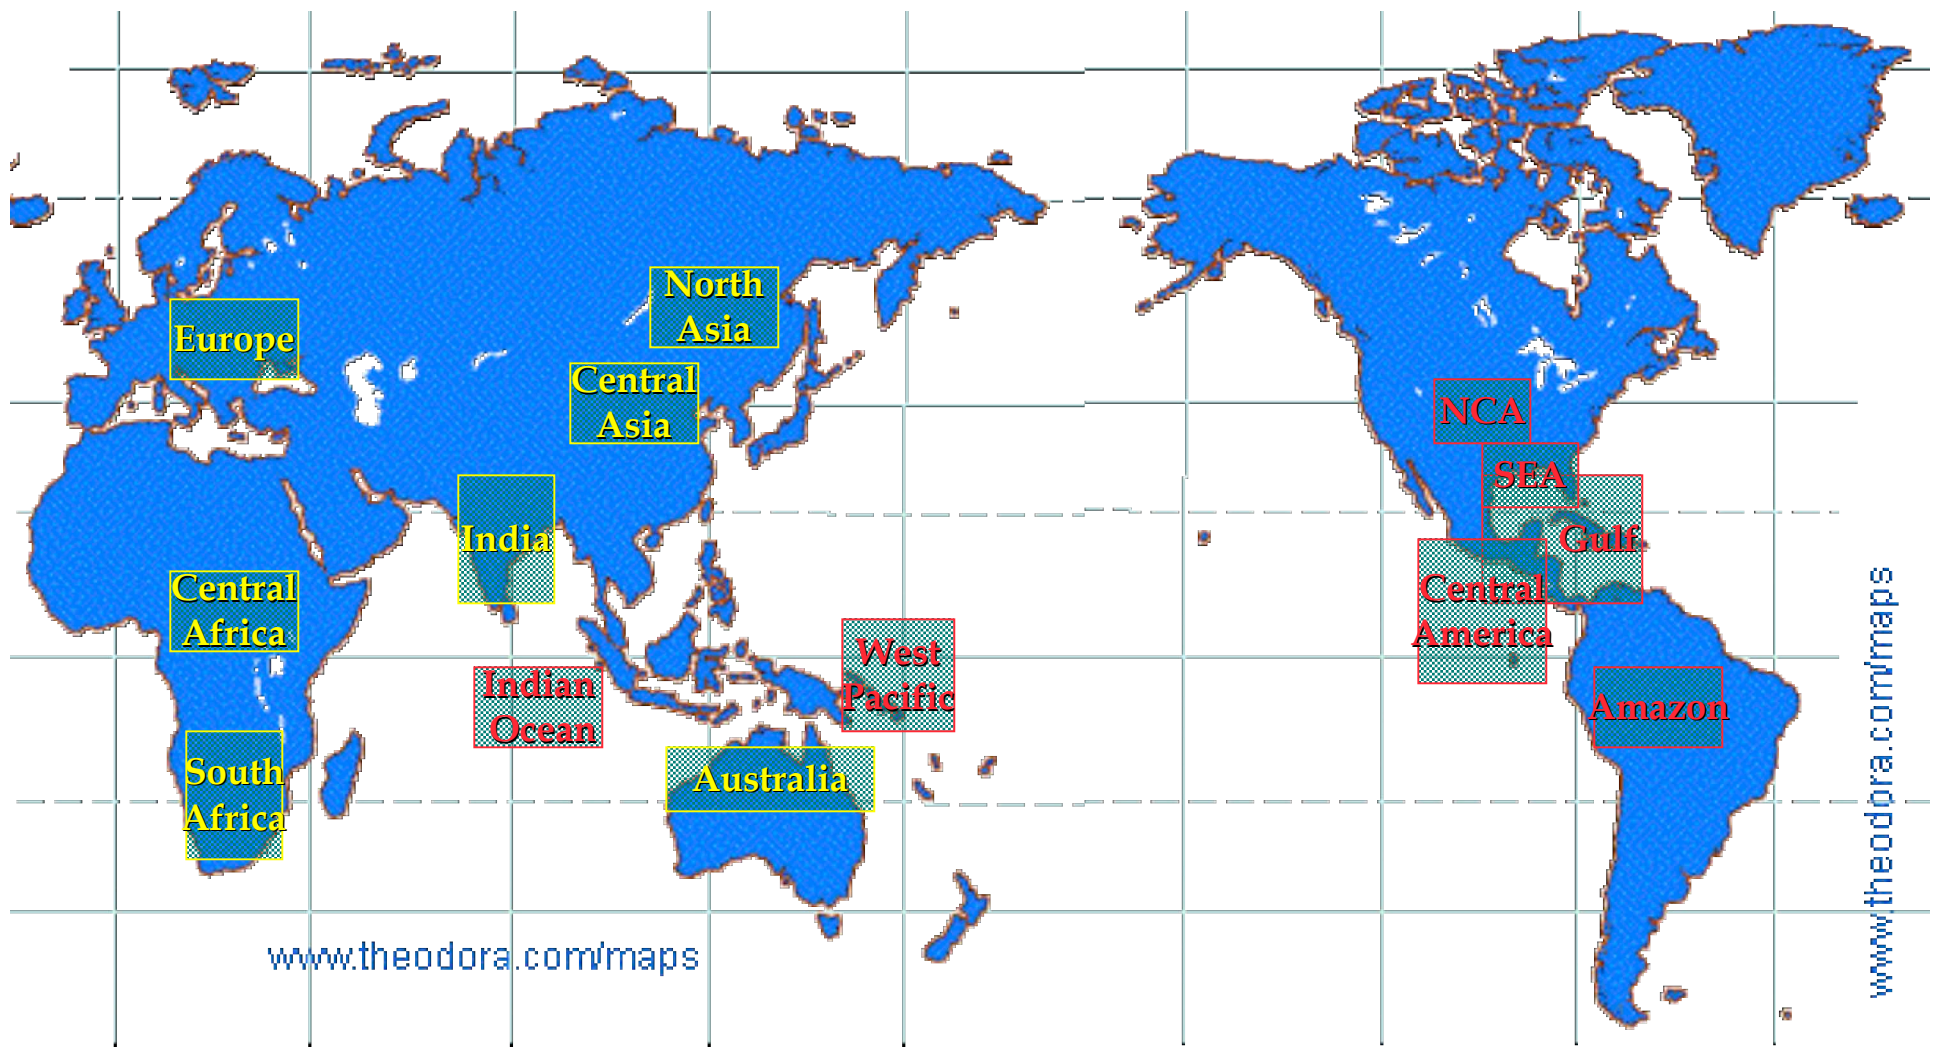 North
Asia
Europe
Central
Asia
NCA
SEA
India
Gulf
Central
Africa
Central
America
West
Pacific
Indian
Ocean
Amazon
South
Africa
Australia
www.theodora.com/maps
www.theodora.com/maps